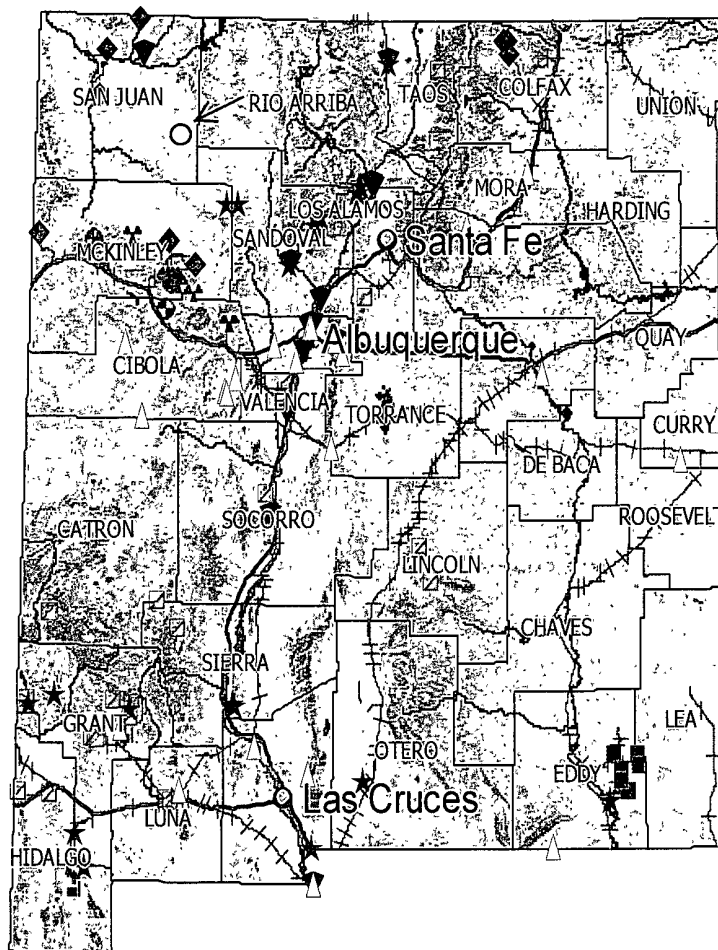 SAN JUAN
RIO ARRIBA
TAOS
COLFAX
UNION
MORA
LOS ALAMOS
HARDING
MCKINLEY
SANDOVAL
Santa Fe
Albuquerque
QUAY
CIBOLA
VALENCIA
TORRANCE
CURRY
DE BACA
SOCORRO
ROOSEVELT
CATRON
LINCOLN
CHAVES
SIERRA
GRANT
LEA
OTERO
EDDY
Las Cruces
LUNA
HIDALGO